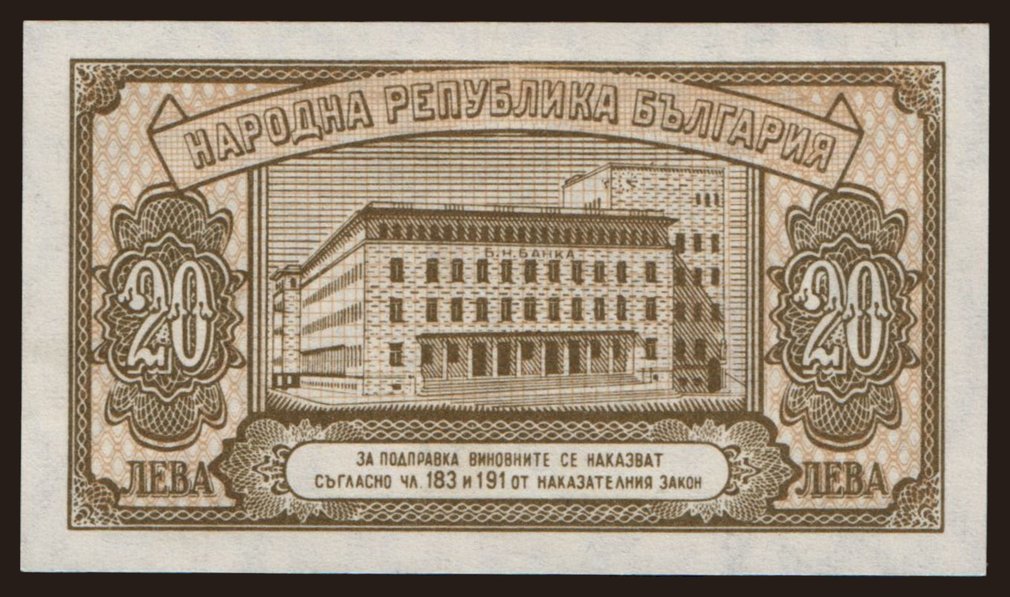 НАРОДНА РЕПУБЛИКА БЪЛГАРИЯ
Б.Н.БАНКА
20 20
ЛЕВА ЛЕВА
ЗА ПОДПРАВКА ВИНОВНИТЕ СЕ НАКАЗВАТ
СЪГЛАСНО ЧЛ. 183 И 191 ОТ НАКАЗАТЕЛНИЯ ЗАКОН